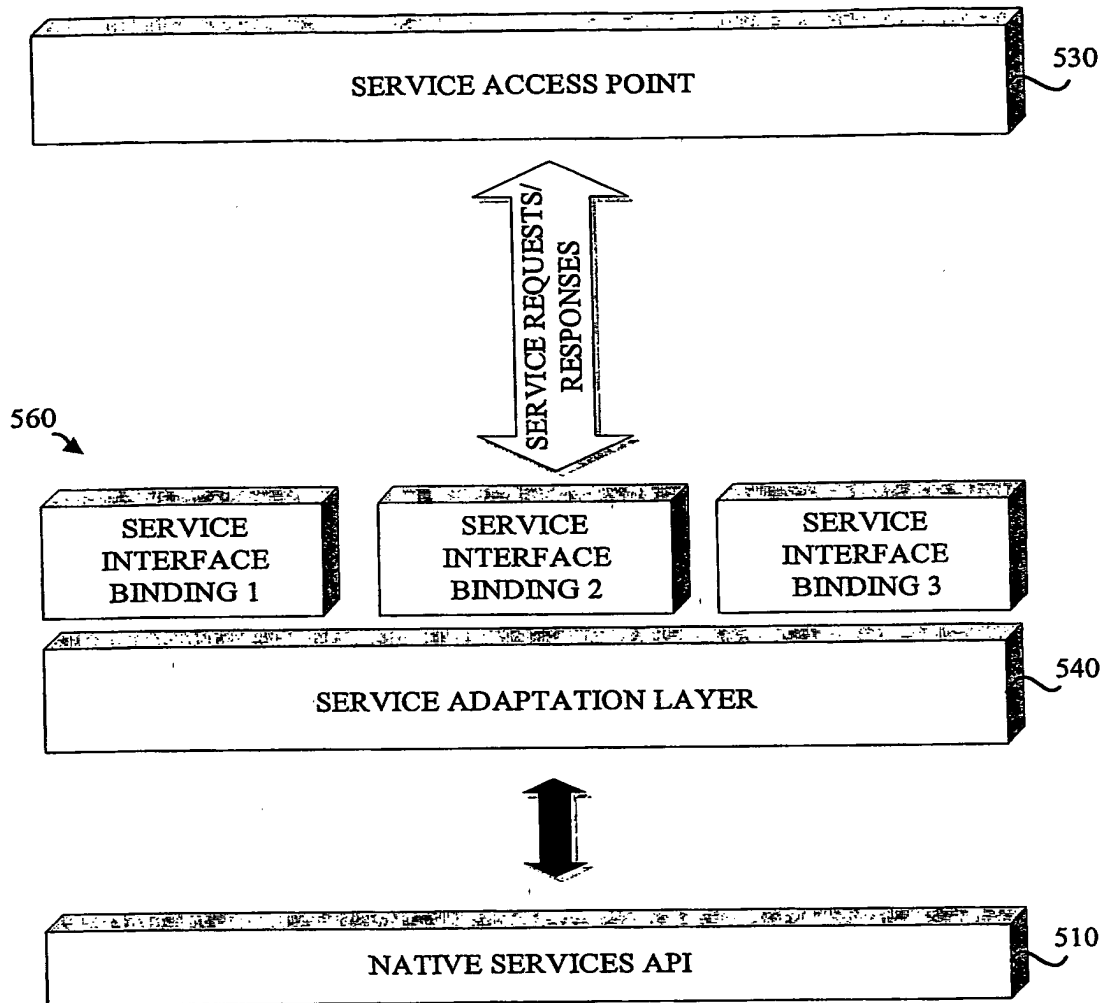 SERVICE ACCESS POINT
530
SERVICE REQUESTS/
RESPONSES
560
SERVICE
INTERFACE
BINDING 1
SERVICE
INTERFACE
BINDING 2
SERVICE
INTERFACE
BINDING 3
SERVICE ADAPTATION LAYER
540
NATIVE SERVICES API
510